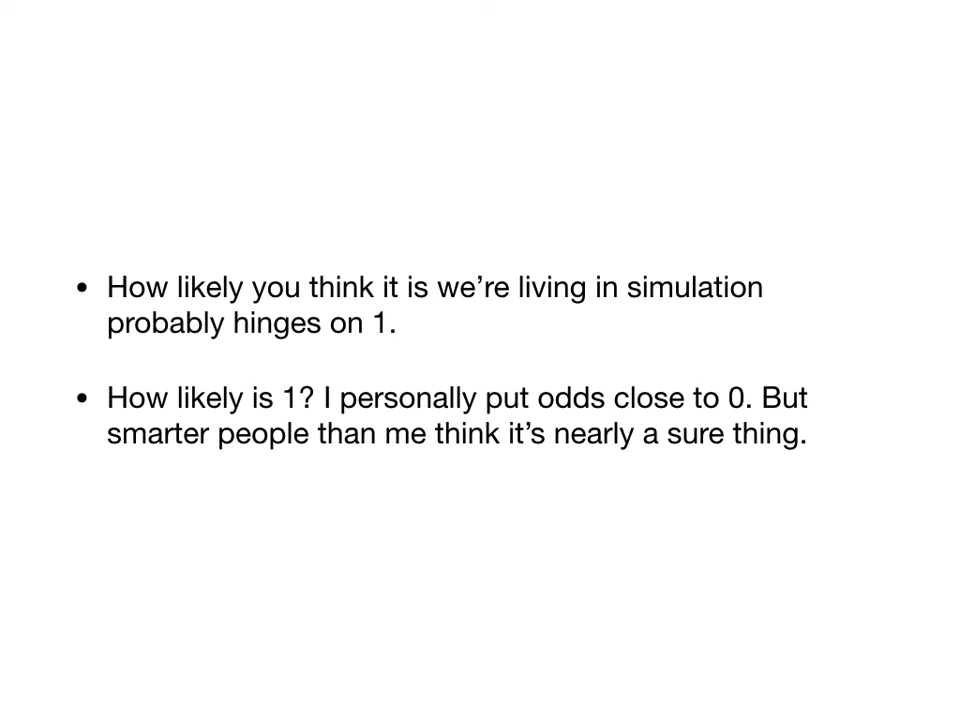 • How likely you think it is we’re living in simulation
probably hinges on 1.
• How likely is 1? I personally put odds close to 0. But
smarter people than me think it’s nearly a sure thing.